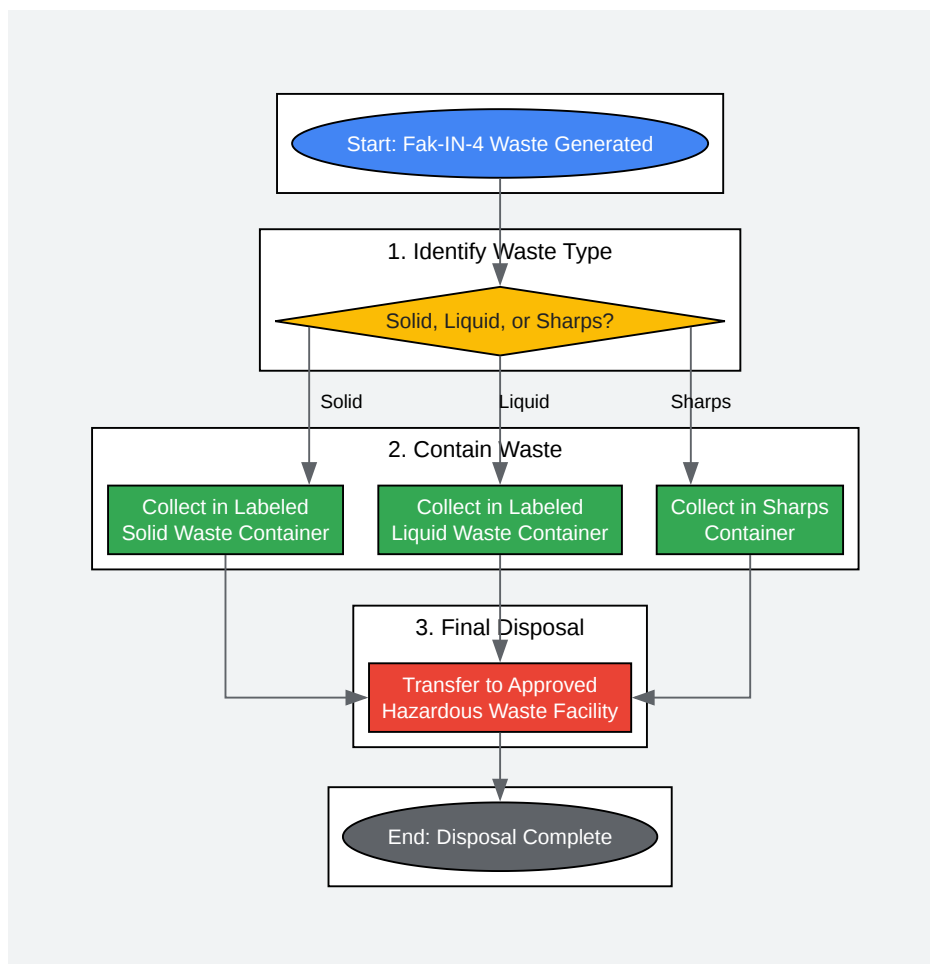 Start: Fak-IN-4 Waste Generated
1. Identify Waste Type
Solid, Liquid, or Sharps?
Solid
Liquid
Sharps
2. Contain Waste
Collect in Labeled
Solid Waste Container
Collect in Labeled
Liquid Waste Container
Collect in Sharps
Container
3. Final Disposal
Transfer to Approved
Hazardous Waste Facility
End: Disposal Complete